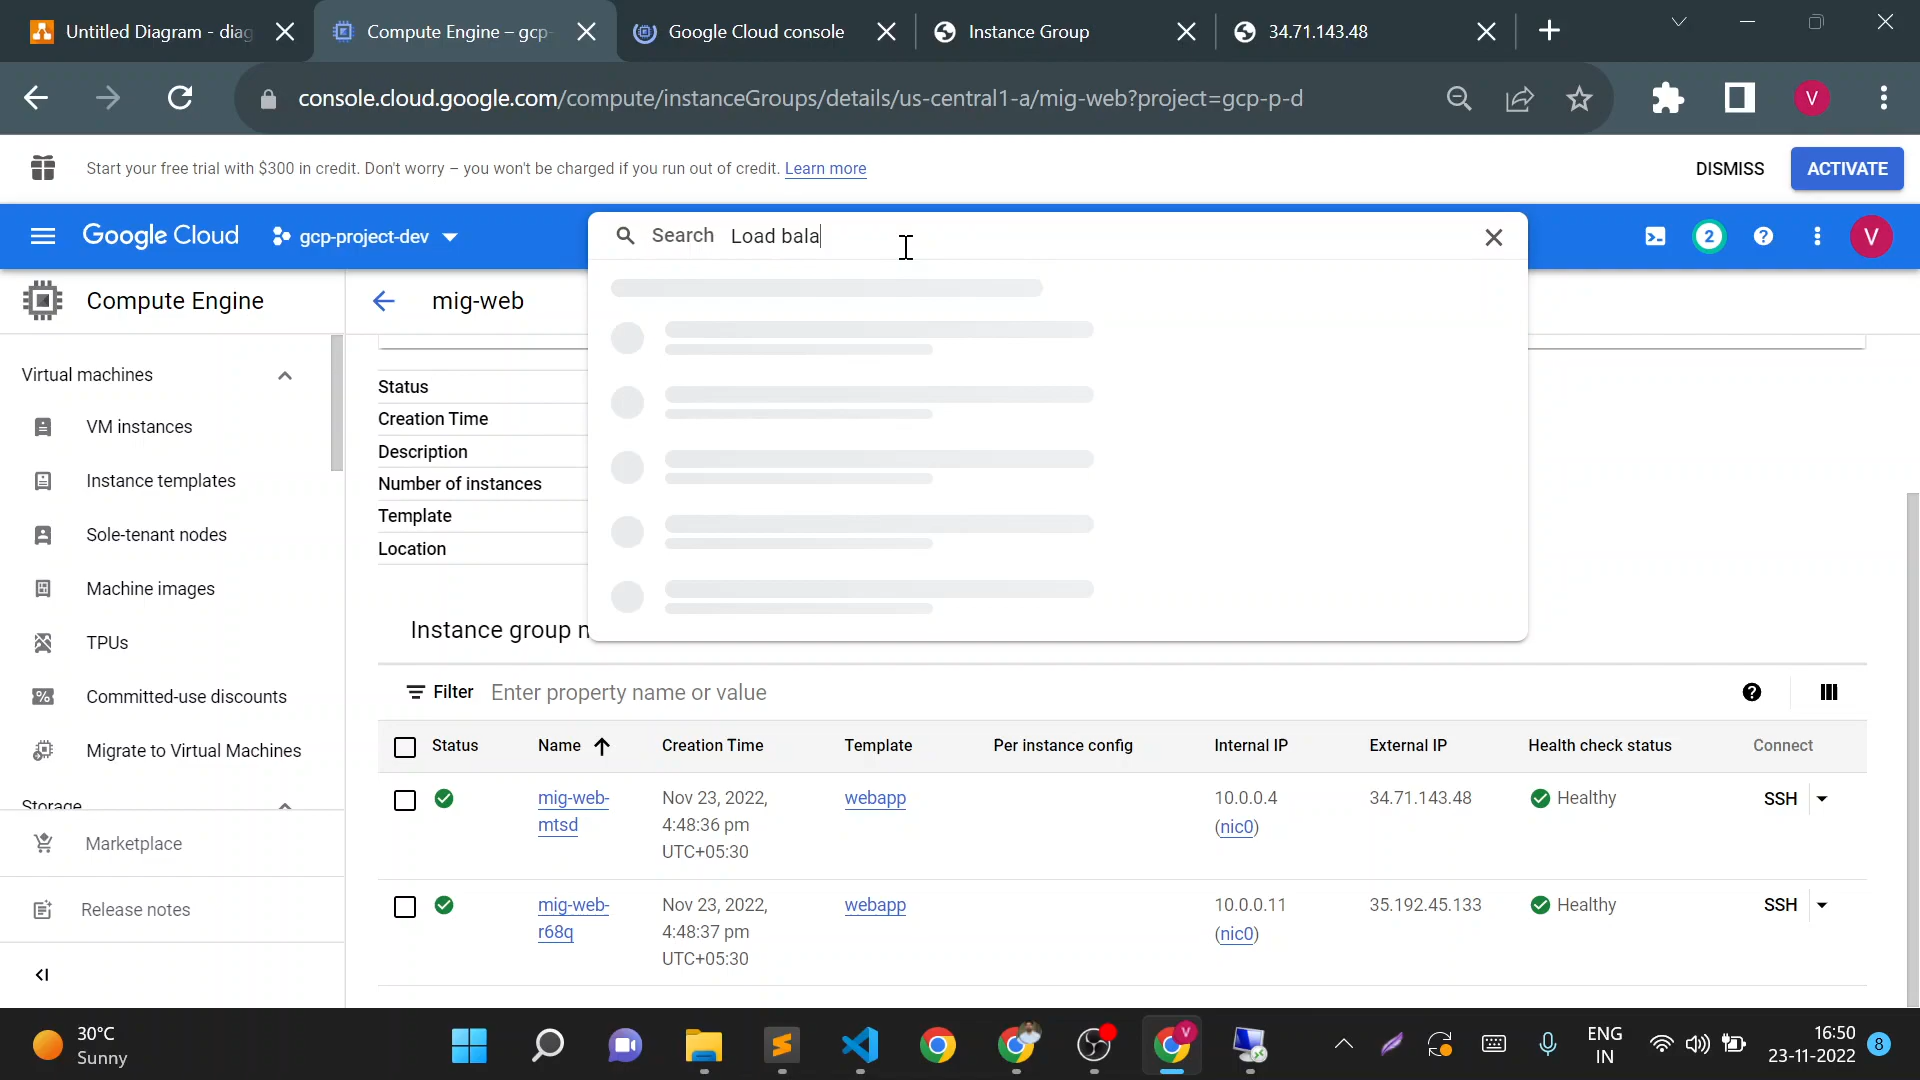 Untitled Diagram - diag
Compute Engine – gcp-
Google Cloud console
Instance Group
34.71.143.48
console.cloud.google.com/compute/instanceGroups/details/us-central1-a/mig-web?project=gcp-p-d
V
Start your free trial with $300 in credit. Don't worry – you won't be charged if you run out of credit. Learn more
DISMISS
ACTIVATE
Google Cloud
gcp-project-dev
Search Load bala
2
V
Compute Engine
mig-web
Virtual machines
VM instances
Instance templates
Sole-tenant nodes
Machine images
TPUs
Committed-use discounts
Migrate to Virtual Machines
Storage
Marketplace
Release notes
Status
Creation Time
Description
Number of instances
Template
Location
Instance group n
Filter Enter property name or value
Status Name Creation Time Template Per instance config Internal IP External IP Health check status Connect
mig-web-mtsd Nov 23, 2022, 4:48:36 pm UTC+05:30 webapp 10.0.0.4 (nic0) 34.71.143.48 Healthy SSH
mig-web-r68q Nov 23, 2022, 4:48:37 pm UTC+05:30 webapp 10.0.0.11 (nic0) 35.192.45.133 Healthy SSH
30°C
Sunny
V
ENG
IN
16:50
23-11-2022
8